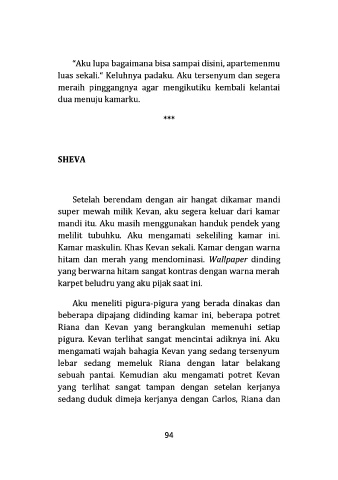 "Aku lupa bagaimana bisa sampai disini, apartemenmu
luas sekali." Keluhnya padaku. Aku tersenyum dan segera
meraih pinggangnya agar mengikutiku kembali kelantai
dua menuju kamarku.
***
SHEVA
Setelah berendam dengan air hangat dikamar mandi
super mewah milik Kevan, aku segera keluar dari kamar
mandi itu. Aku masih menggunakan handuk pendek yang
melilit tubuhku. Aku mengamati sekeliling kamar ini.
Kamar maskulin. Khas Kevan sekali. Kamar dengan warna
hitam dan merah yang mendominasi. Wallpaper dinding
yang berwarna hitam sangat kontras dengan warna merah
karpet beludru yang aku pijak saat ini.
Aku meneliti pigura-pigura yang berada dinakas dan
beberapa dipajang didinding kamar ini, beberapa potret
Riana dan Kevan yang berangkulan memenuhi setiap
pigura. Kevan terlihat sangat mencintai adiknya ini. Aku
mengamati wajah bahagia Kevan yang sedang tersenyum
lebar sedang memeluk Riana dengan latar belakang
sebuah pantai. Kemudian aku mengamati potret Kevan
yang terlihat sangat tampan dengan setelan kerjanya
sedang duduk dimeja kerjanya dengan Carlos, Riana dan
94